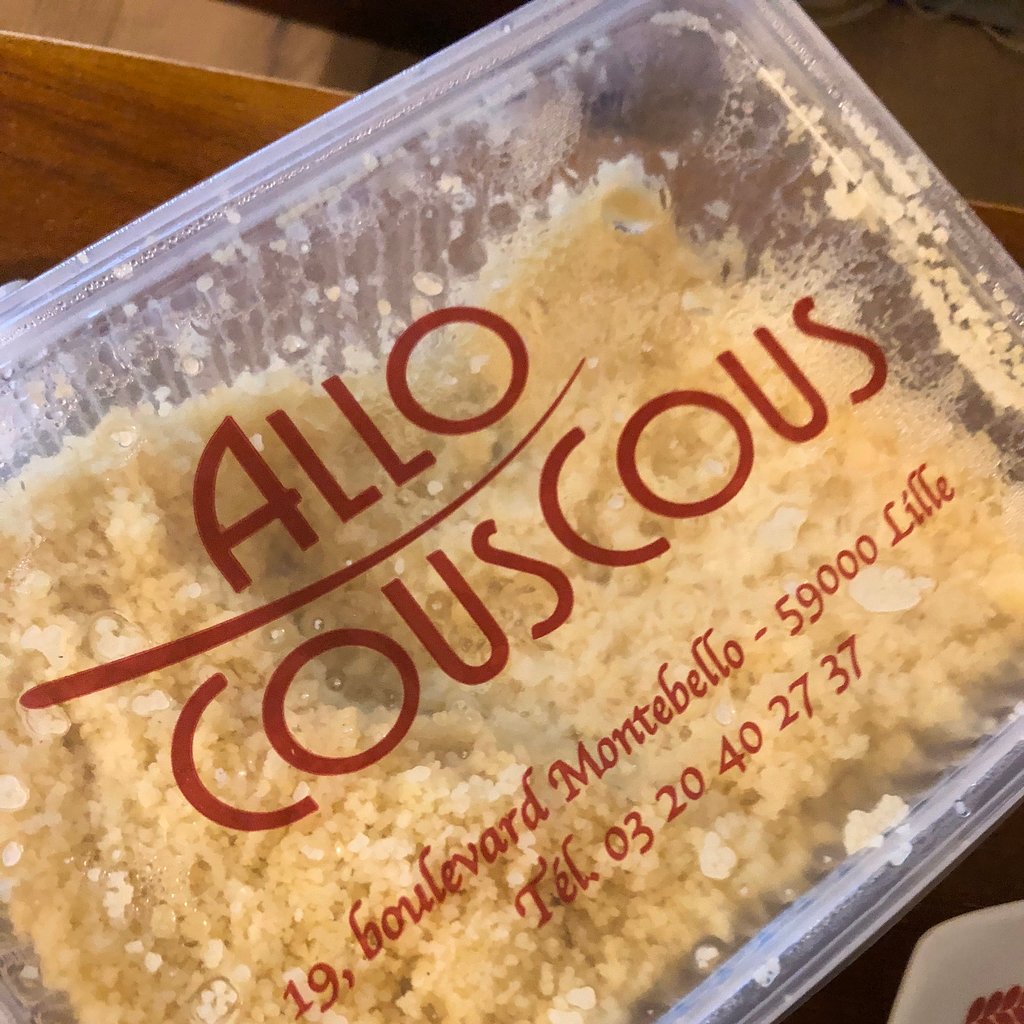 ALLO
COUSCOUS
19, boulevard Montebello - 59000 Lille
Tél. 03 20 40 27 37